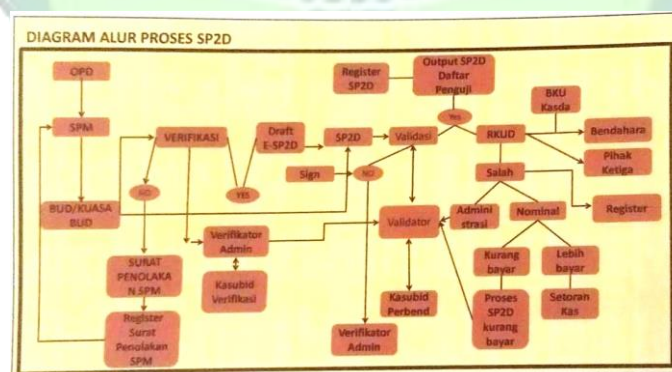 DIAGRAM ALUR PROSES SP2D
OPD
SPM
BUD/KUASA
BUD
VERIFIKASI
NO
YES
SURAT
PENOLAKA
N SPM
Register
Surat
Penolakan
SPM
Verifikator
Admin
Kasubid
Verifikasi
Draft
E-SP2D
SP2D
Sign
Register
SP2D
Output SP2D
Daftar
Penguji
Yes
Validasi
NO
Validator
Kasubid
Perbend
Verifikator
Admin
RKUD
BKU
Kasda
Bendahara
Pihak
Ketiga
Salah
Register
Admini
strasi
Nominal
Kurang
bayar
Lebih
bayar
Proses
SP2D
kurang
bayar
Setoran
Kas